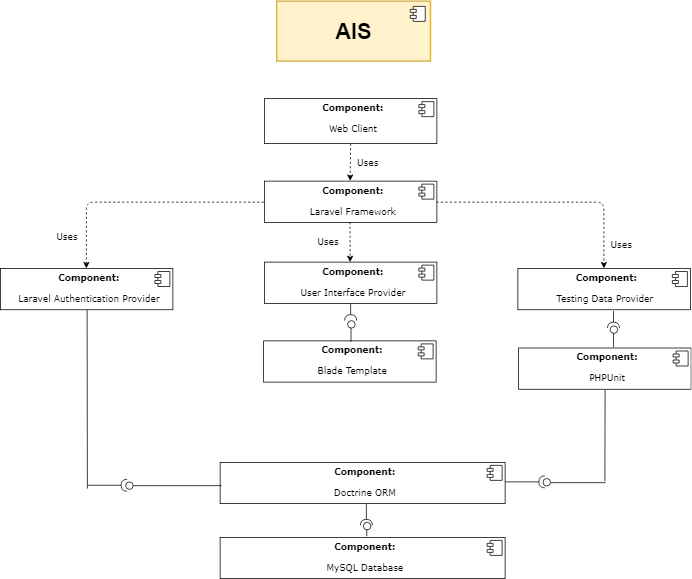 AIS
Component:
Web Client
Uses
Component:
Laravel Framework
Uses
Uses
Uses
Component:
Laravel Authentication Provider
Component:
User Interface Provider
Component:
Testing Data Provider
Component:
Blade Template
Component:
PHPUnit
Component:
Doctrine ORM
Component:
MySQL Database